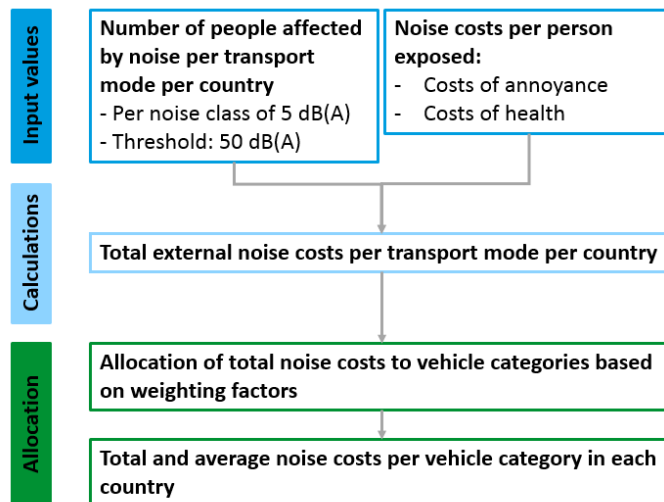 Input values
Number of people affected
by noise per transport
mode per country
- Per noise class of 5 dB(A)
- Threshold: 50 dB(A)
Noise costs per person
exposed:
- Costs of annoyance
- Costs of health
Calculations
Total external noise costs per transport mode per country
Allocation
Allocation of total noise costs to vehicle categories based
on weighting factors
Total and average noise costs per vehicle category in each
country